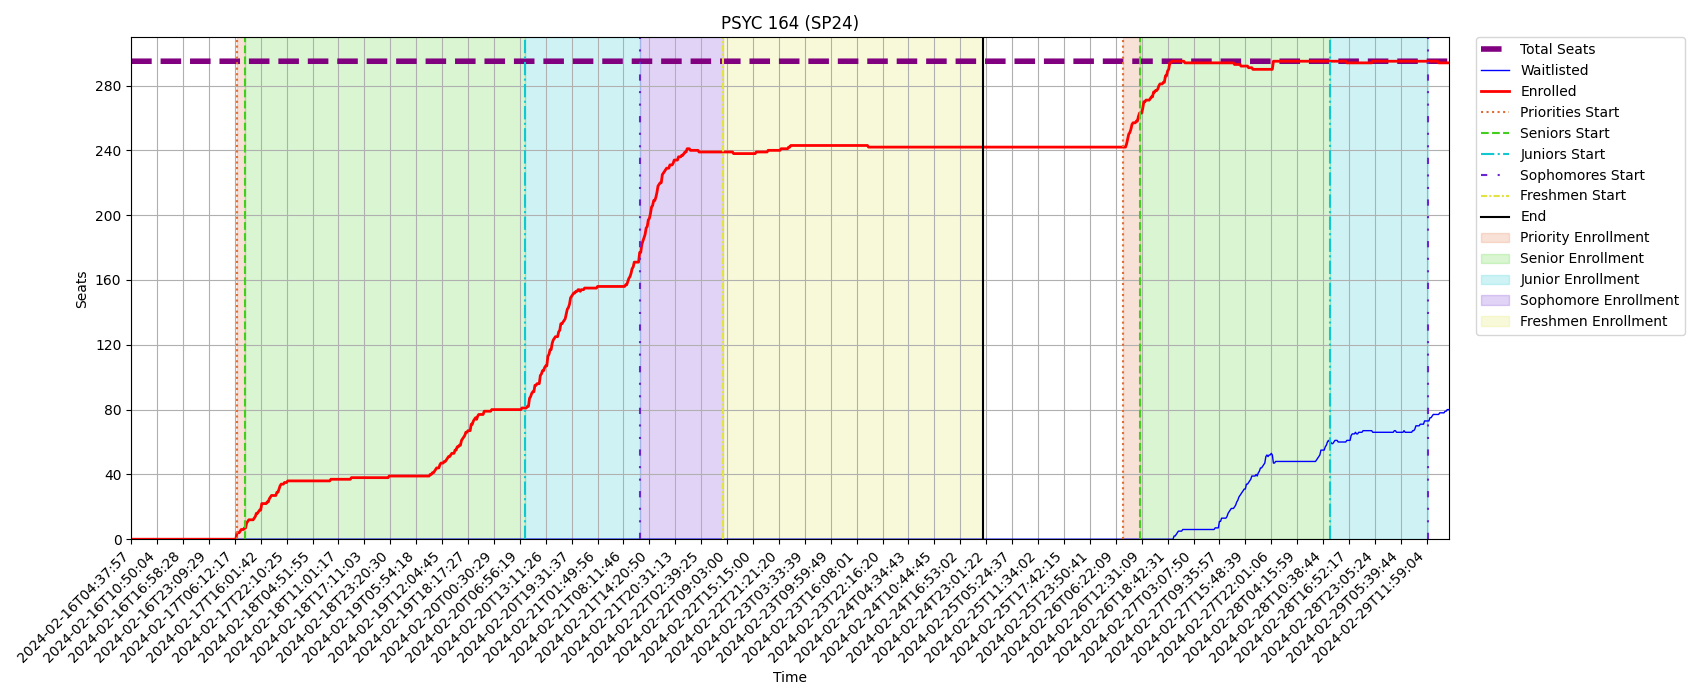 PSYC 164 (SP24)
Seats
280
240
200
160
120
80
40
0
2024-02-16T04:37:57
2024-02-16T10:50:04
2024-02-16T16:58:28
2024-02-16T23:09:29
2024-02-17T06:12:17
2024-02-17T16:01:42
2024-02-17T22:10:25
2024-02-18T04:51:55
2024-02-18T11:01:17
2024-02-18T17:11:03
2024-02-18T23:20:30
2024-02-19T05:54:18
2024-02-19T12:04:45
2024-02-19T18:17:27
2024-02-20T00:30:29
2024-02-20T06:56:19
2024-02-20T13:11:26
2024-02-20T19:31:37
2024-02-21T01:49:56
2024-02-21T08:11:46
2024-02-21T14:20:50
2024-02-21T20:31:13
2024-02-22T02:39:25
2024-02-22T09:03:00
2024-02-22T15:15:00
2024-02-22T21:21:20
2024-02-23T03:33:39
2024-02-23T09:59:49
2024-02-23T16:08:01
2024-02-23T22:16:20
2024-02-24T04:34:43
2024-02-24T10:44:45
2024-02-24T16:53:02
2024-02-24T23:01:22
2024-02-25T05:24:37
2024-02-25T11:34:02
2024-02-25T17:42:15
2024-02-25T23:50:41
2024-02-26T06:22:09
2024-02-26T12:31:09
2024-02-26T18:42:31
2024-02-27T03:07:50
2024-02-27T09:35:57
2024-02-27T15:48:39
2024-02-27T22:01:06
2024-02-28T04:15:59
2024-02-28T10:38:44
2024-02-28T16:52:17
2024-02-28T23:05:24
2024-02-29T05:39:44
2024-02-29T11:59:04
Time
Total Seats
Waitlisted
Enrolled
Priorities Start
Seniors Start
Juniors Start
Sophomores Start
Freshmen Start
End
Priority Enrollment
Senior Enrollment
Junior Enrollment
Sophomore Enrollment
Freshmen Enrollment